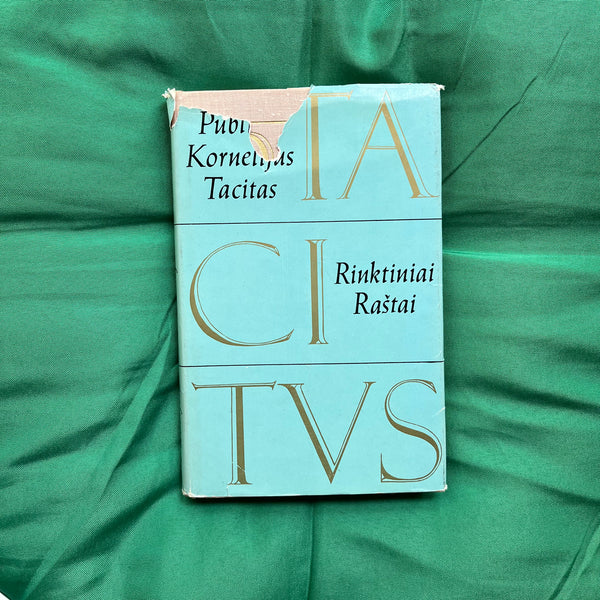 Kornelijus
Tacitas
TA
CI
Rinktiniai
Raštai
TVS